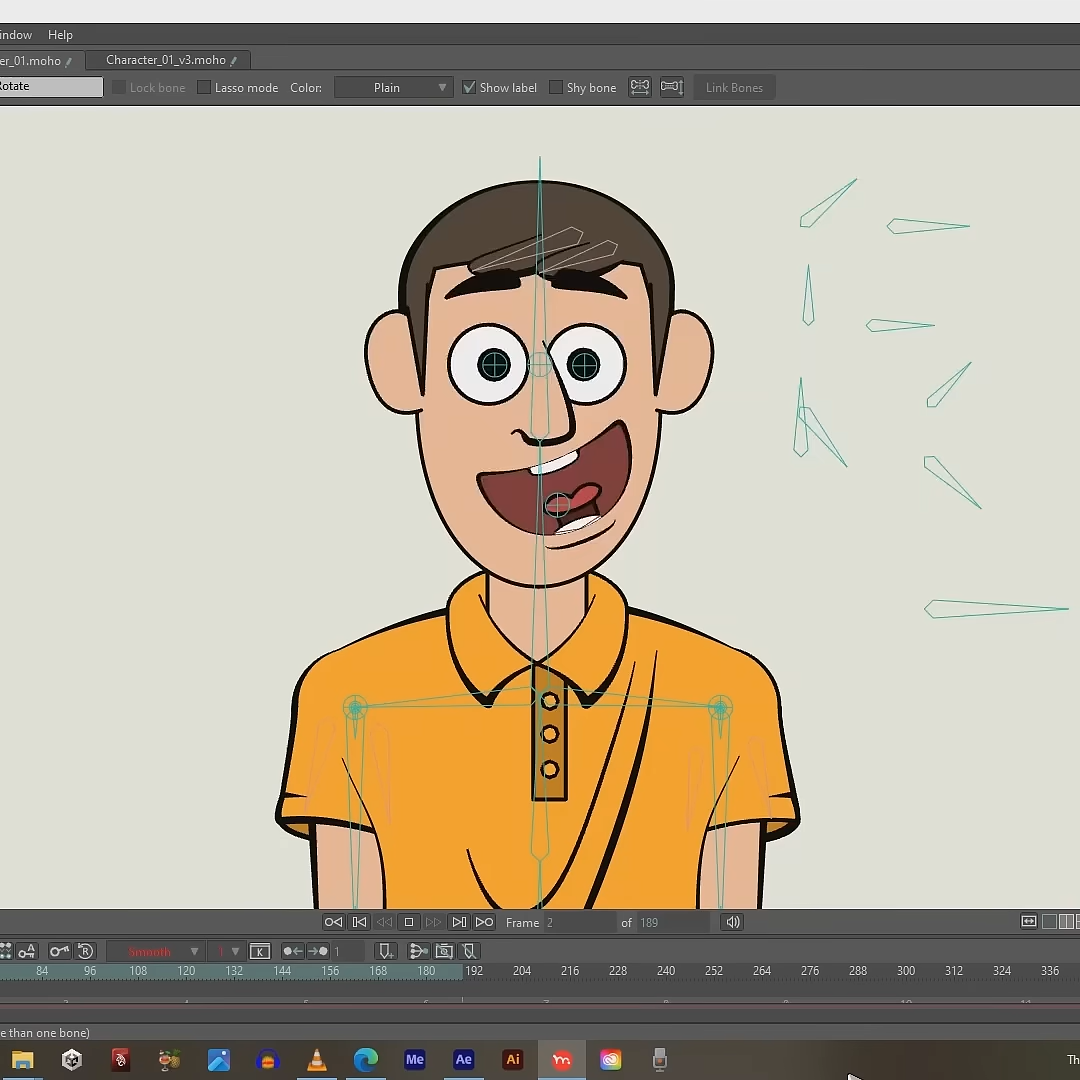 indow Help
er_01.moho Character_01_v3.moho
Rotate Lock bone Lasso mode Color: Plain Show label Shy bone Link Bones
Frame 2 of 189
Smooth 1 K 1
84 96 108 120 132 144 156 168 180 192 204 216 228 240 252 264 276 288 300 312 324 336
e than one bone)
Me Ae Ai Th